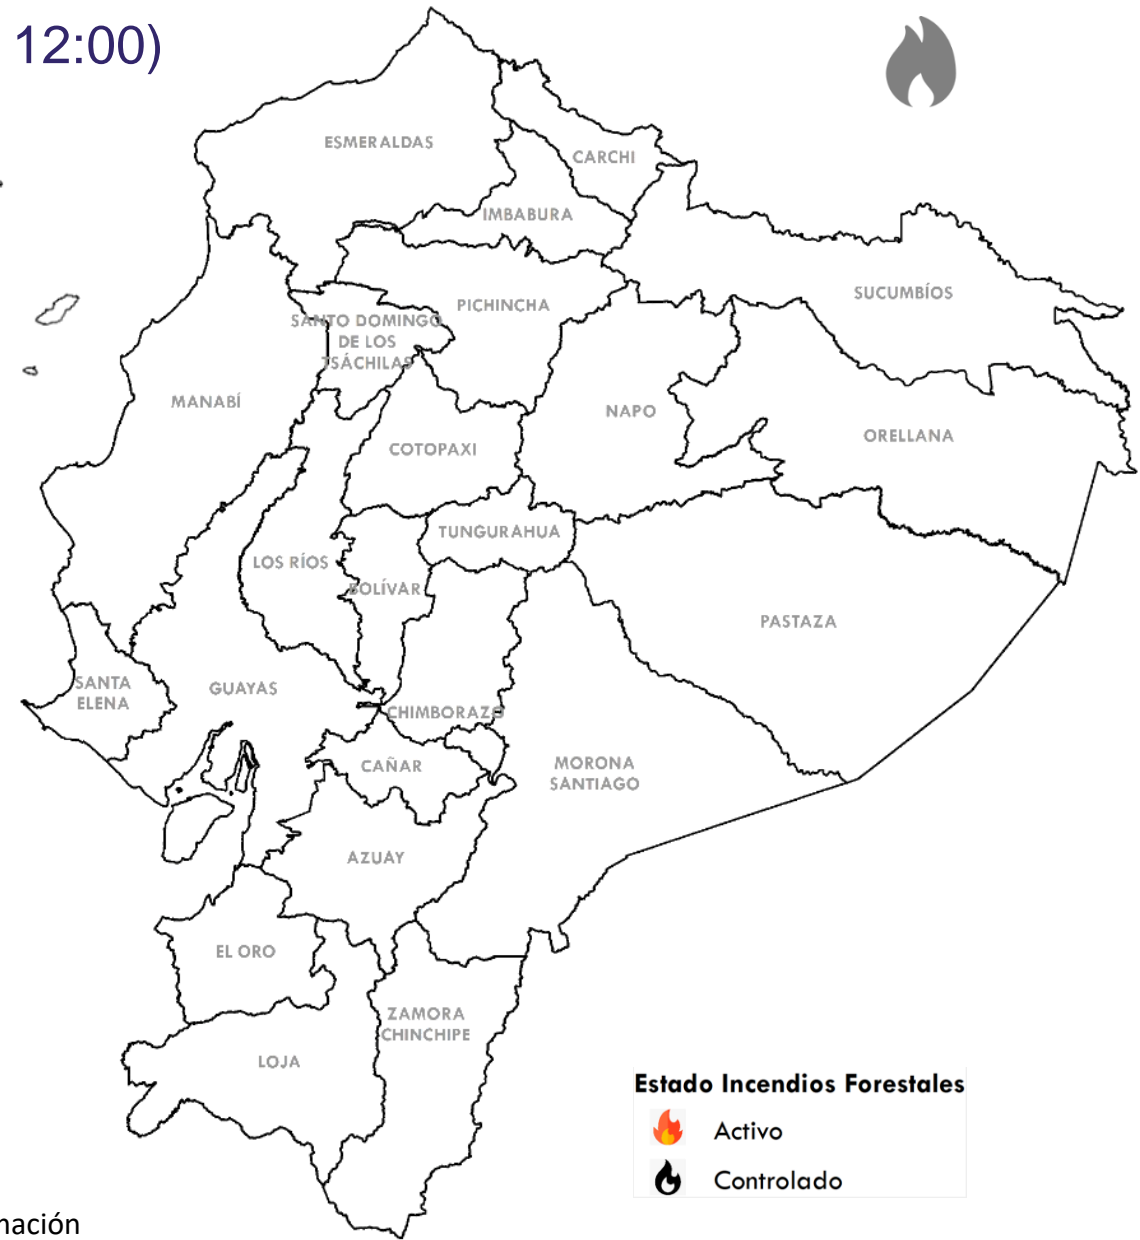 12:00)
ESMERALDAS
CARCHI
IMBABURA
SUCUMBÍOS
PICHINCHA
SANTO DOMINGO
DE LOS
TSÁCHILAS
MANABÍ
NAPO
ORELLANA
COTOPAXI
TUNGURAHUA
LOS RÍOS
BOLÍVAR
PASTAZA
SANTA
ELENA
GUAYAS
CHIMBORAZO
CAÑAR
MORONA
SANTIAGO
AZUAY
EL ORO
ZAMORA
CHINCHIPE
LOJA
Estado Incendios Forestales
Activo
Controlado
mación